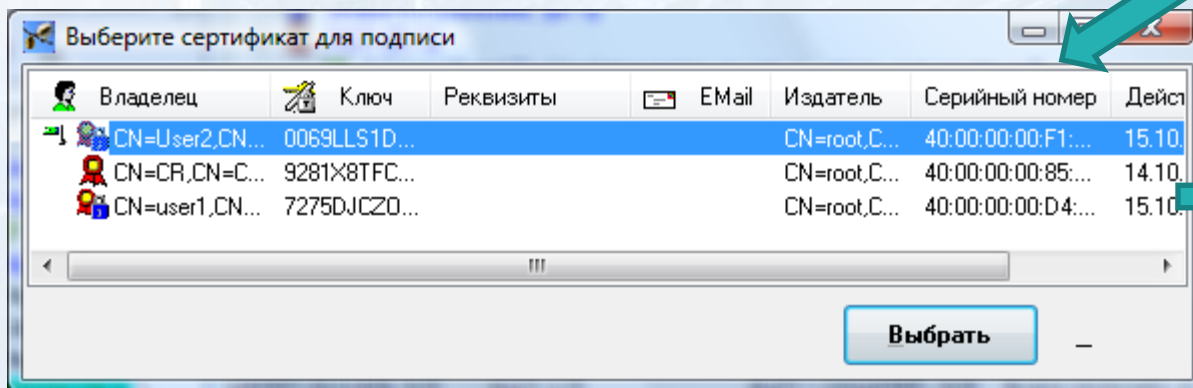 Выберите сертификат для подписи
Владелец Ключ Реквизиты EMail Издатель Серийный номер Дейст
CN=User2,CN... 0069LLS1D... CN=root,C... 40:00:00:00:F1:... 15.10.
CN=CR,CN=C... 9281X8TFC... CN=root,C... 40:00:00:00:85:... 14.10.
CN=user1,CN... 7275DJCZO... CN=root,C... 40:00:00:00:D4:... 15.10.
Выбрать